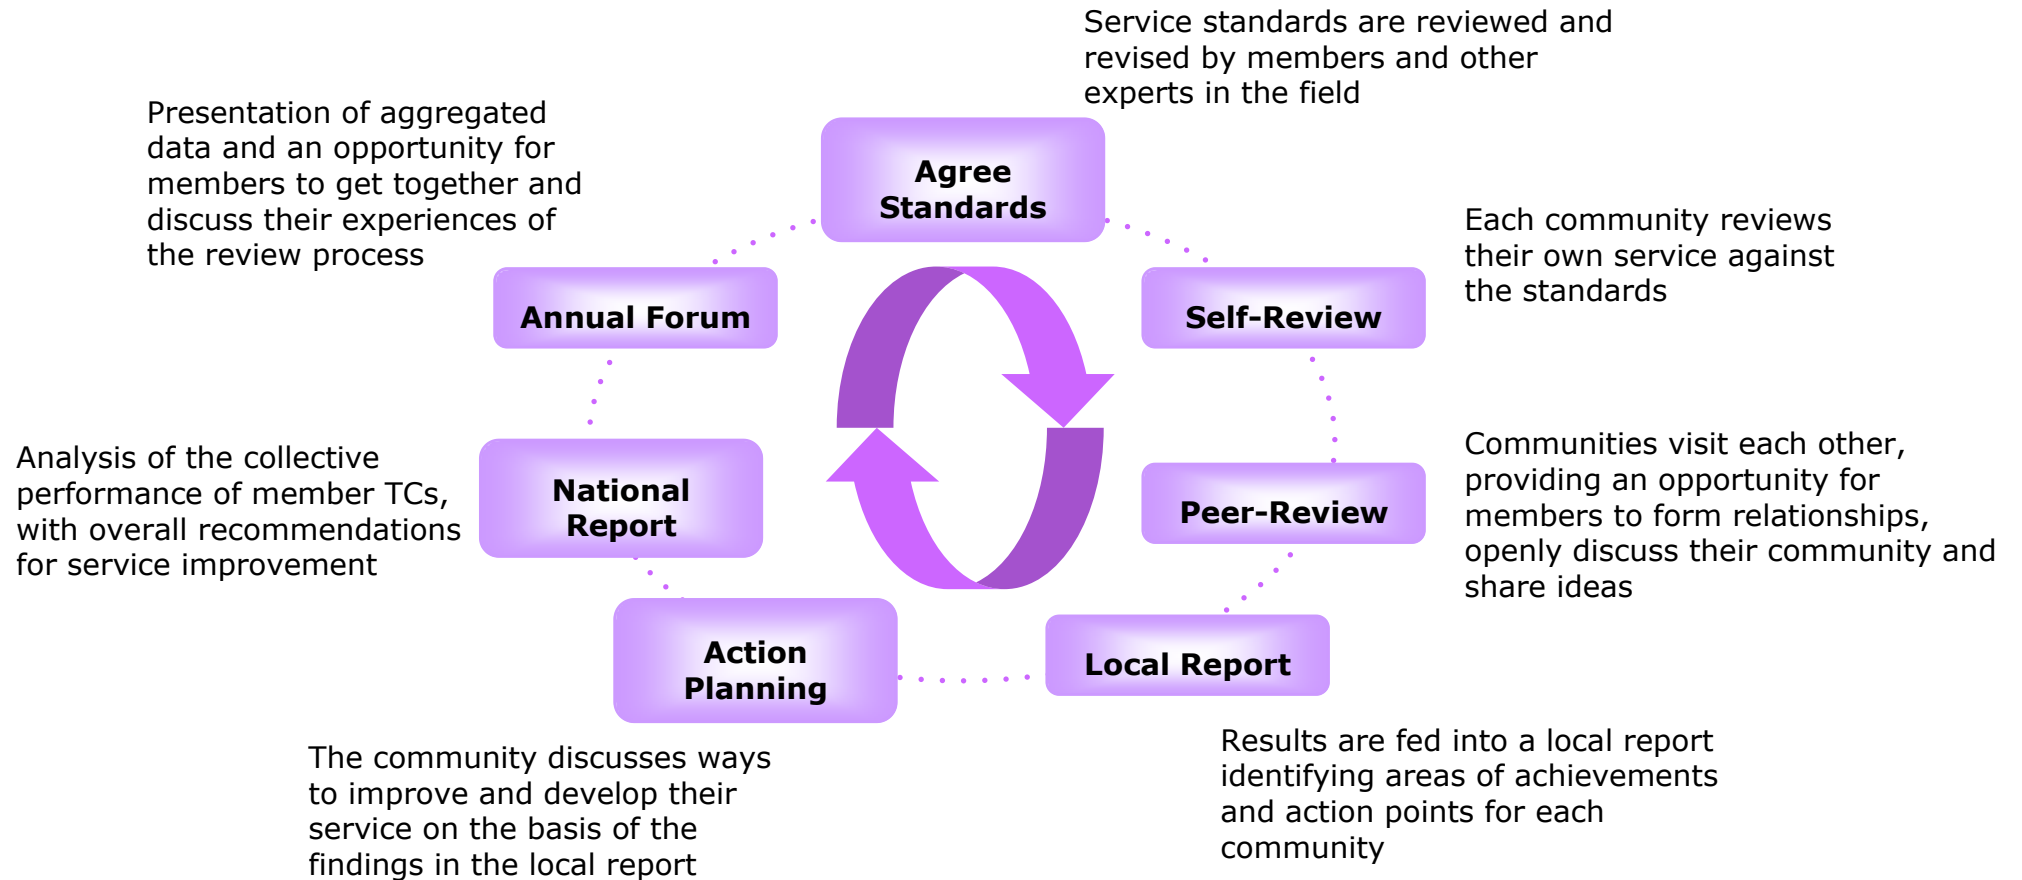 Service standards are reviewed and
revised by members and other
experts in the field
Agree
Standards
Each community reviews
their own service against
the standards
Self-Review
Communities visit each other,
providing an opportunity for
members to form relationships,
openly discuss their community and
share ideas
Peer-Review
Local Report
Results are fed into a local report
identifying areas of achievements
and action points for each
community
Action
Planning
The community discusses ways
to improve and develop their
service on the basis of the
findings in the local report
National
Report
Analysis of the collective
performance of member TCs,
with overall recommendations
for service improvement
Annual Forum
Presentation of aggregated
data and an opportunity for
members to get together and
discuss their experiences of
the review process